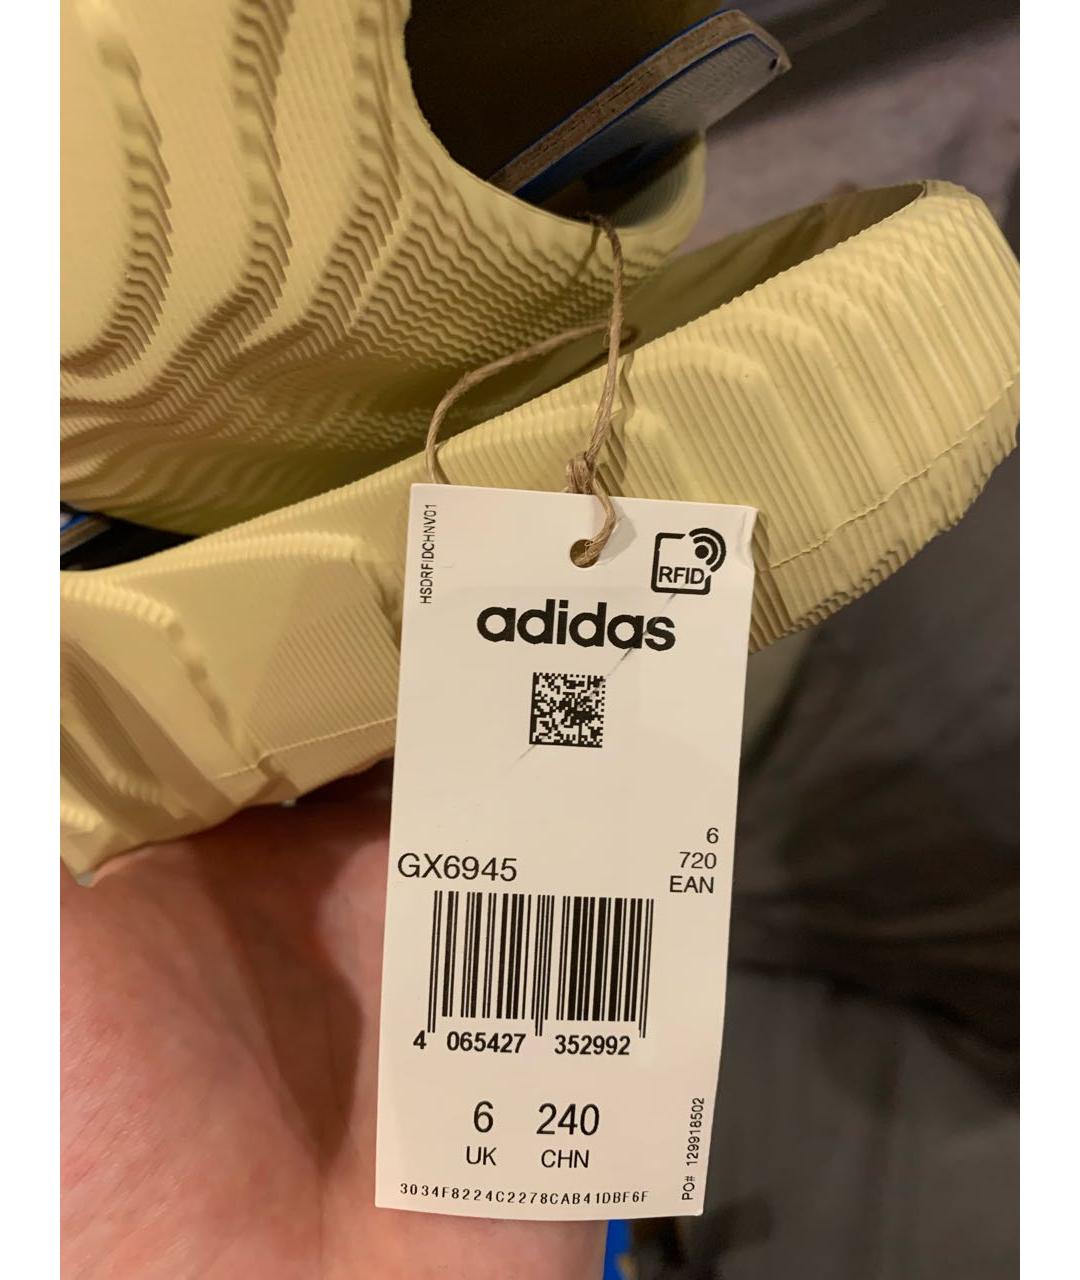 HSDRFIDCHNV01
RFID
adidas
6
720
EAN
GX6945
4 065427 352992
6 240
UK CHN
PO# 129918502
3034F8224C2278CAB41DBF6F